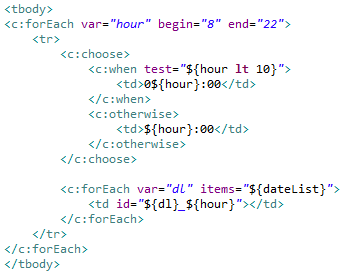 <tbody>
<c:forEach var="hour" begin="8" end="22">
    <tr>
        <c:choose>
            <c:when test="${hour lt 10}">
                <td>0${hour}:00</td>
            </c:when>
            <c:otherwise>
                <td>${hour}:00</td>
            </c:otherwise>
        </c:choose>

        <c:forEach var="dl" items="${dateList}">
            <td id="${dl}_${hour}"></td>
        </c:forEach>
    </tr>
</c:forEach>
</tbody>